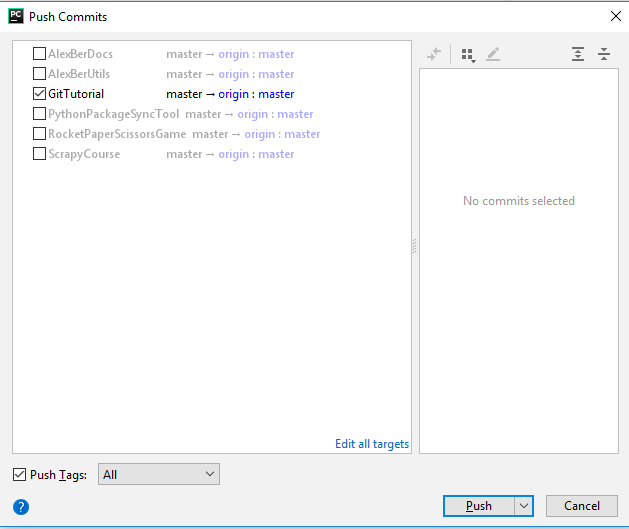 PC Push Commits
AlexBerDocs master → origin : master
AlexBerUtils master → origin : master
GitTutorial master → origin : master
PythonPackageSyncTool master → origin : master
RocketPaperScissorsGame master → origin : master
ScrapyCourse master → origin : master
No commits selected
Edit all targets
Push Tags: All
? Push Cancel